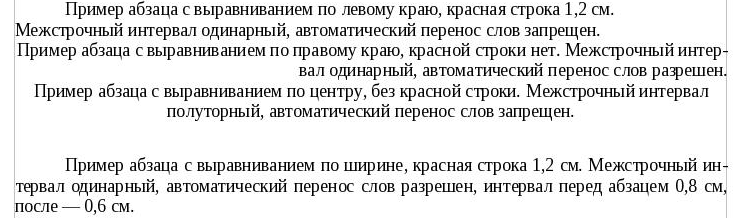 Пример абзаца с выравниванием по левому краю, красная строка 1,2 см.
Межстрочный интервал одинарный, автоматический перенос слов запрещен.
Пример абзаца с выравниванием по правому краю, красной строки нет. Межстрочный интер-
вал одинарный, автоматический перенос слов разрешен.
Пример абзаца с выравниванием по центру, без красной строки. Межстрочный интервал
полуторный, автоматический перенос слов запрещен.
Пример абзаца с выравниванием по ширине, красная строка 1,2 см. Межстрочный ин-
тервал одинарный, автоматический перенос слов разрешен, интервал перед абзацем 0,8 см,
после — 0,6 см.